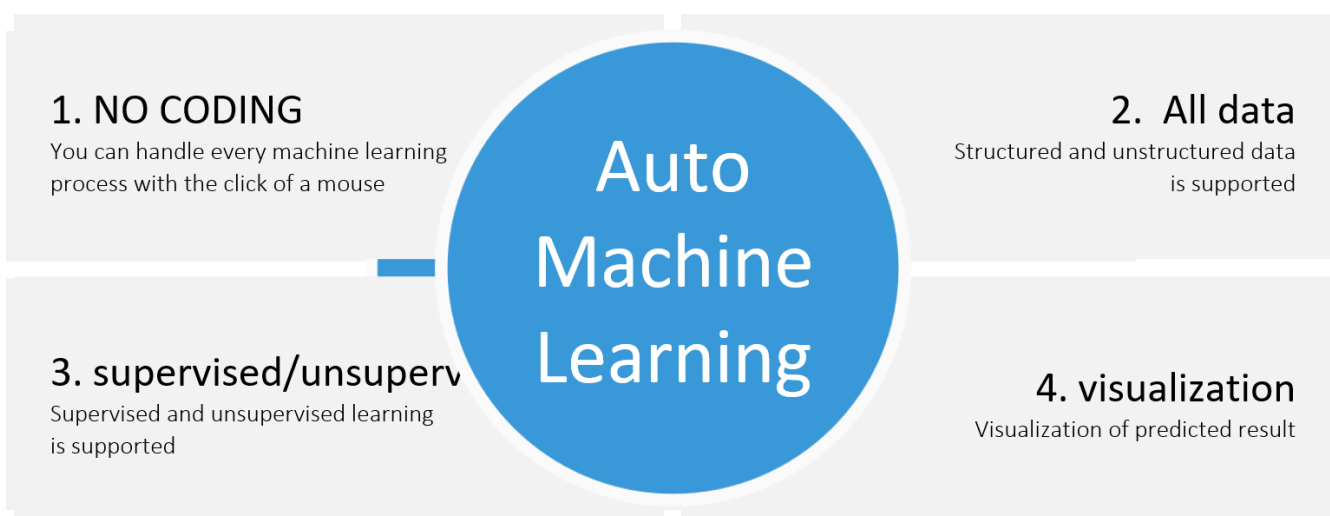 1. NO CODING
You can handle every machine learning
process with the click of a mouse
2. All data
Structured and unstructured data
is supported
Auto
Machine
Learning
3. supervised/unsuperv
Supervised and unsupervised learning
is supported
4. visualization
Visualization of predicted result